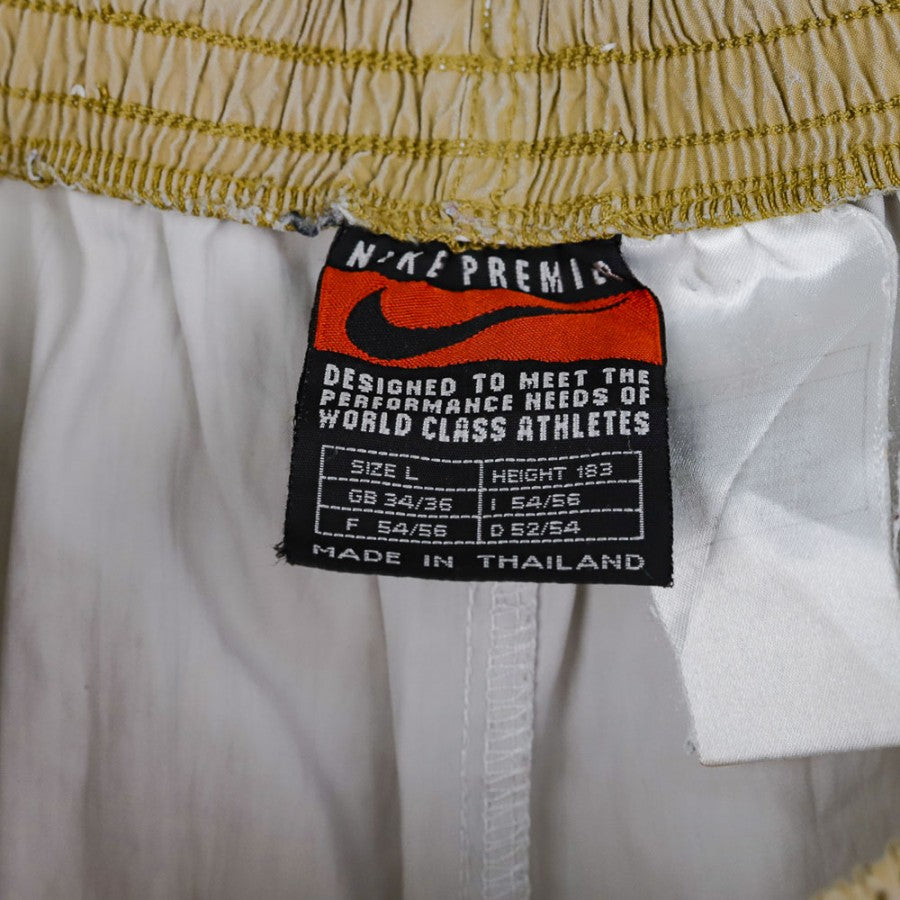 NIKE PREMIE
DESIGNED TO MEET THE
PERFORMANCE NEEDS OF
WORLD CLASS ATHLETES
SIZE L HEIGHT 183
GB 34/36 I 54/56
F 54/56 D 52/54
MADE IN THAILAND